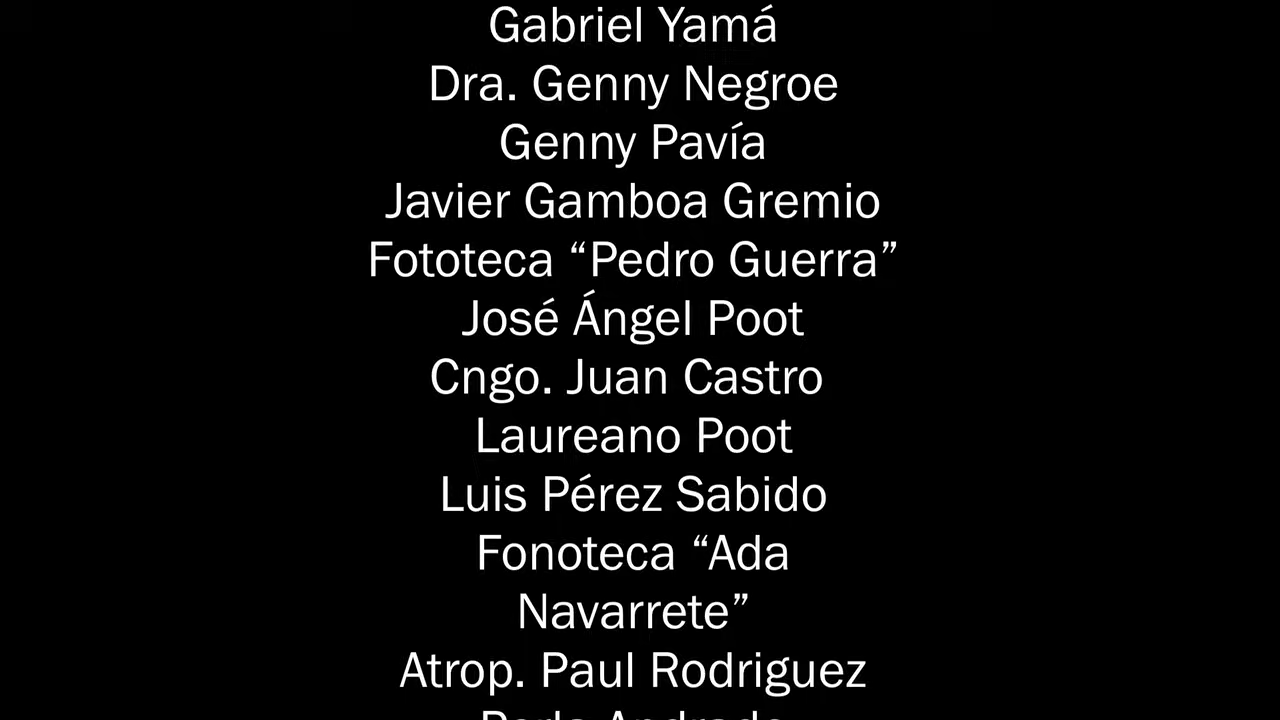 Gabriel Yamá
Dra. Genny Negroe
Genny Pavía
Javier Gamboa Gremio
Fototeca “Pedro Guerra”
José Ángel Poot
Cngo. Juan Castro
Laureano Poot
Luis Pérez Sabido
Fonoteca “Ada
Navarrete”
Atrop. Paul Rodriguez